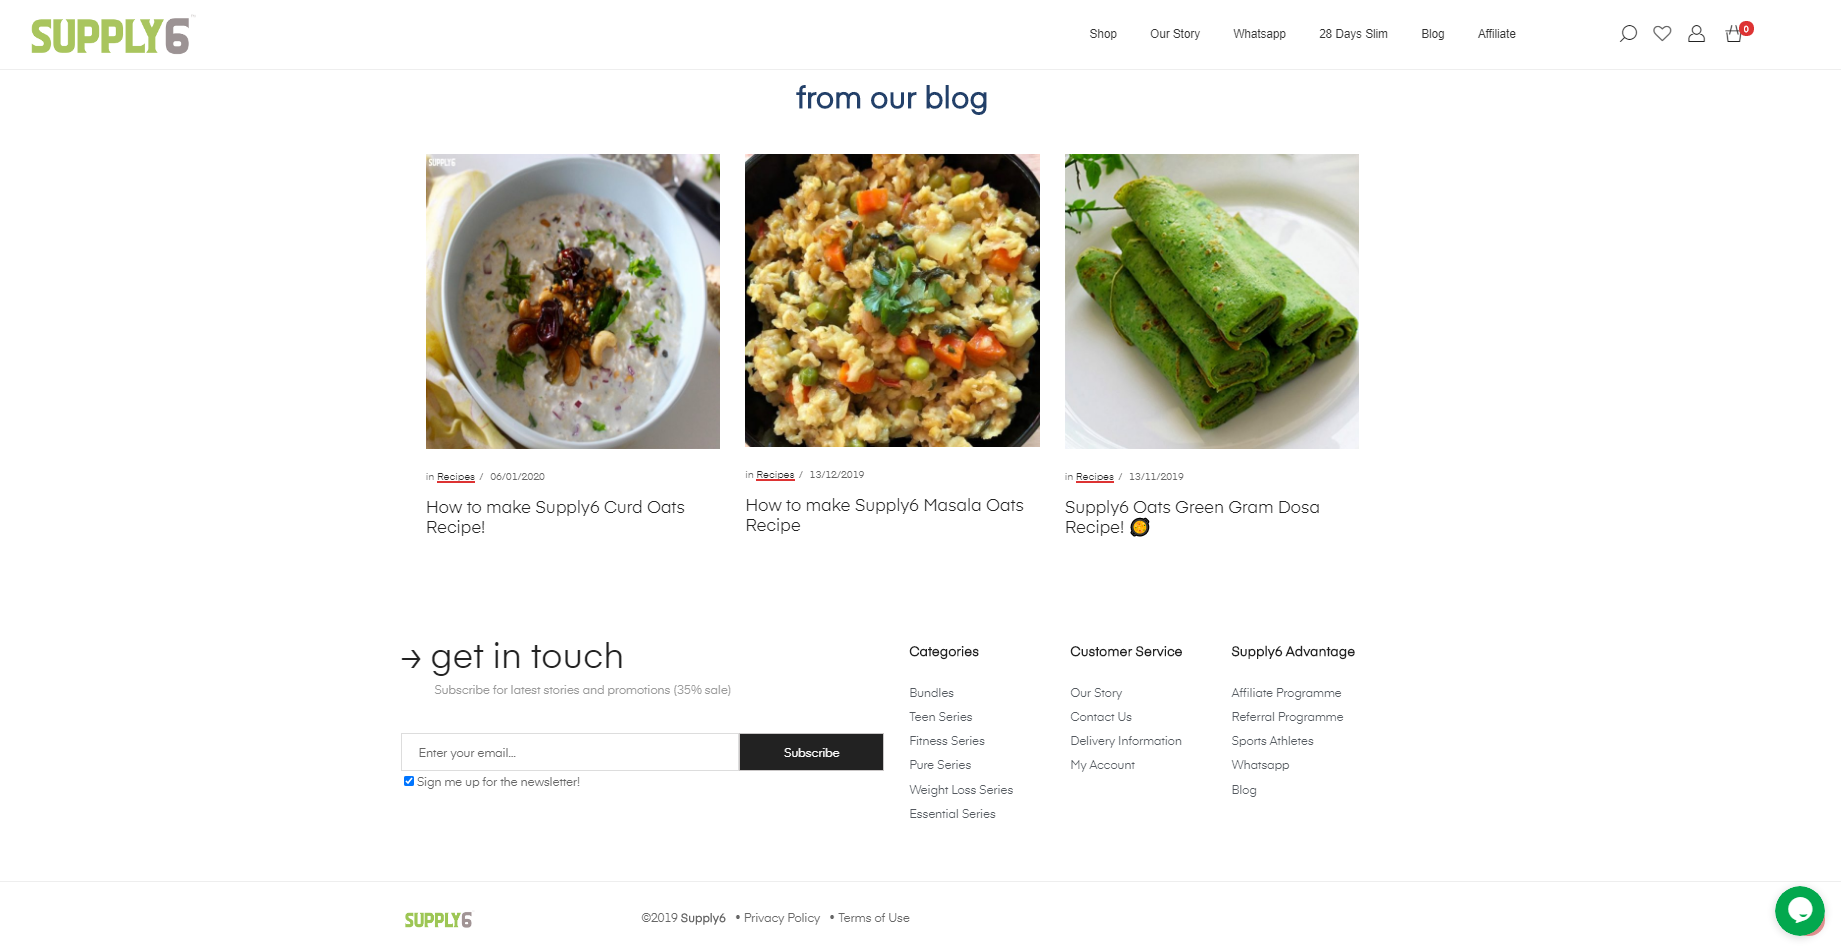 SUPPLY6
Shop Our Story Whatsapp 28 Days Slim Blog Affiliate 0
from our blog
SUPPLY6
in Recipes / 06/01/2020
How to make Supply6 Curd Oats
Recipe!
in Recipes / 13/12/2019
How to make Supply6 Masala Oats
Recipe
in Recipes / 13/11/2019
Supply6 Oats Green Gram Dosa
Recipe! 🥘
→ get in touch
Subscribe for latest stories and promotions (35% sale)
Enter your email...
Subscribe
Sign me up for the newsletter!
Categories
Bundles
Teen Series
Fitness Series
Pure Series
Weight Loss Series
Essential Series
Customer Service
Our Story
Contact Us
Delivery Information
My Account
Supply6 Advantage
Affiliate Programme
Referral Programme
Sports Athletes
Whatsapp
Blog
SUPPLY6
©2019 Supply6 • Privacy Policy • Terms of Use